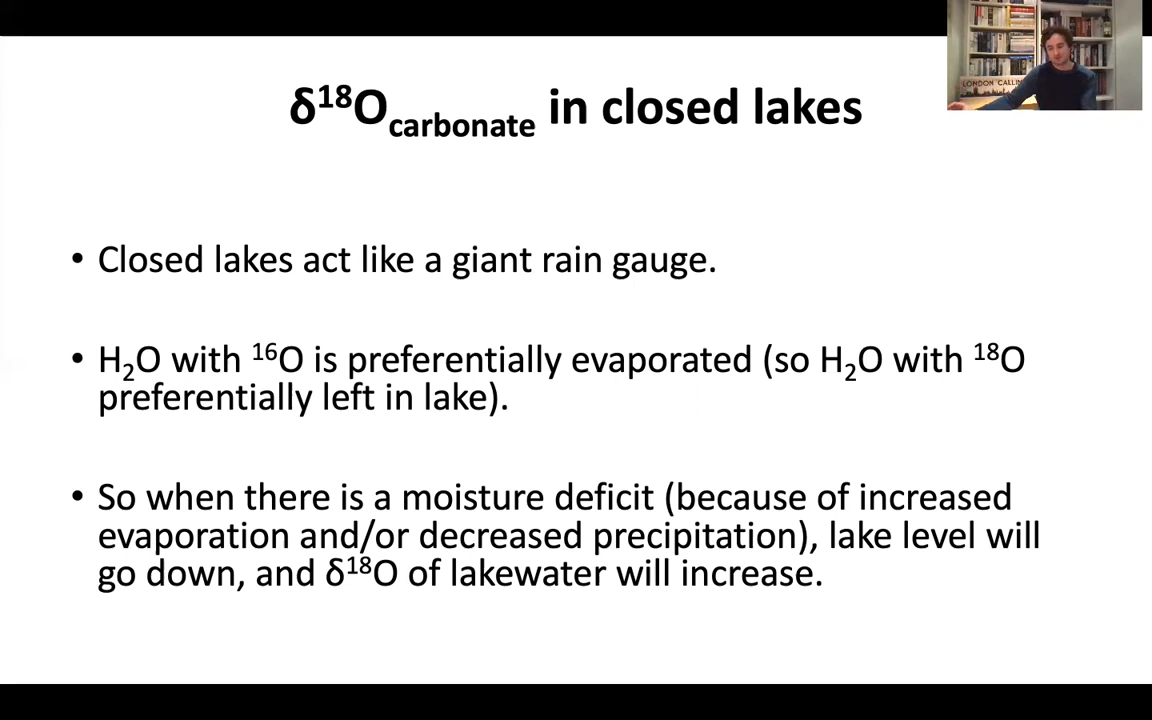 δ¹⁸Ocarbonate in closed lakes
LONDON CALLIN
• Closed lakes act like a giant rain gauge.
• H₂O with ¹⁶O is preferentially evaporated (so H₂O with ¹⁸O
preferentially left in lake).
• So when there is a moisture deficit (because of increased
evaporation and/or decreased precipitation), lake level will
go down, and δ¹⁸O of lakewater will increase.